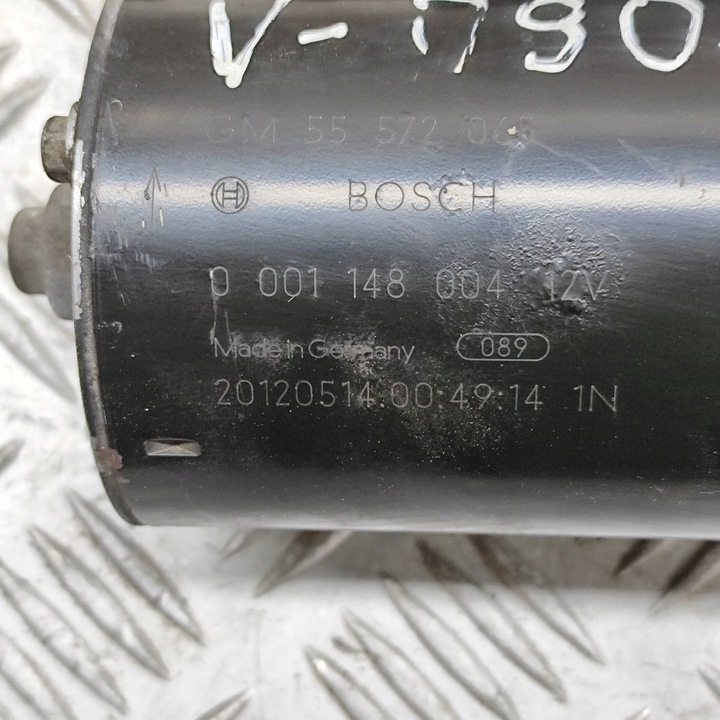 GM 55 572 065
BOSCH
0 001 148 004 12V
Made in Germany 089
20120514.00:49:14 1N